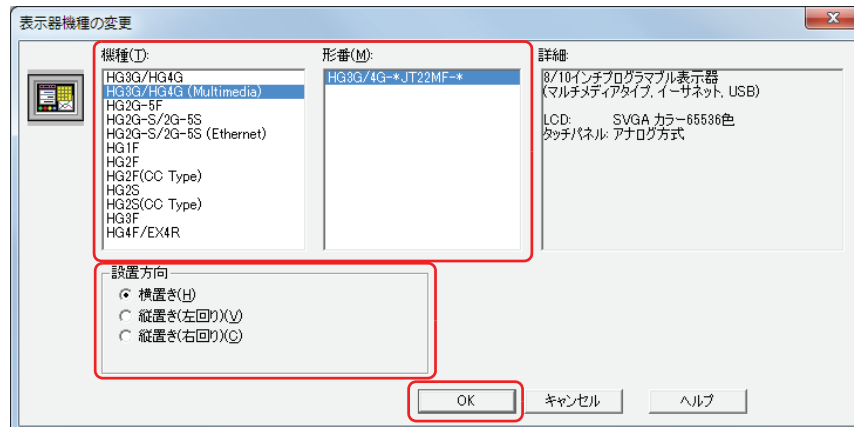 表示器機種の変更
機種(T):
HG3G/HG4G
HG3G/HG4G (Multimedia)
HG2G-5F
HG2G-S/2G-5S
HG2G-S/2G-5S (Ethernet)
HG1F
HG2F
HG2F(CC Type)
HG2S
HG2S(CC Type)
HG3F
HG4F/EX4R
形番(M):
HG3G/4G-*JT22MF-*
詳細:
8/10インチプログラマブル表示器
(マルチメディアタイプ, イーサネット, USB)
LCD: SVGA カラー65536色
タッチパネル: アナログ方式
設置方向
横置き(H)
縦置き(左回り)(V)
縦置き(右回り)(C)
OK
キャンセル
ヘルプ